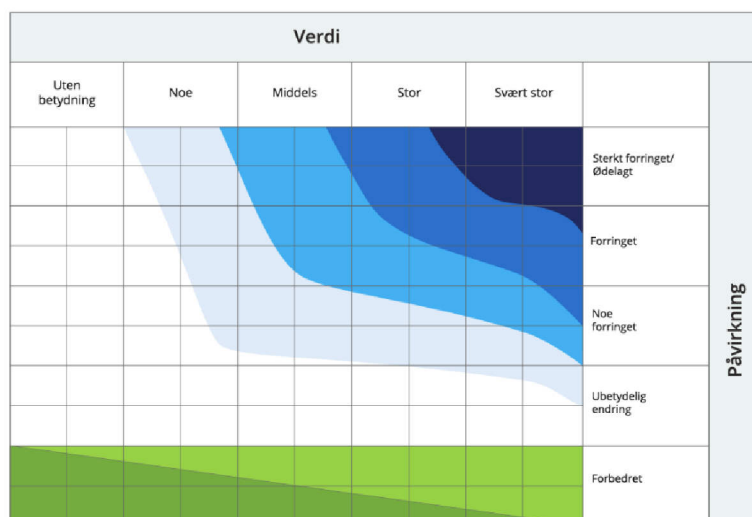 Verdi
Uten
betydning
Noe
Middels
Stor
Svært stor
Sterkt forringet/
Ødelagt
Forringet
Noe
forringet
Ubetydelig
endring
Forbedret
Påvirkning